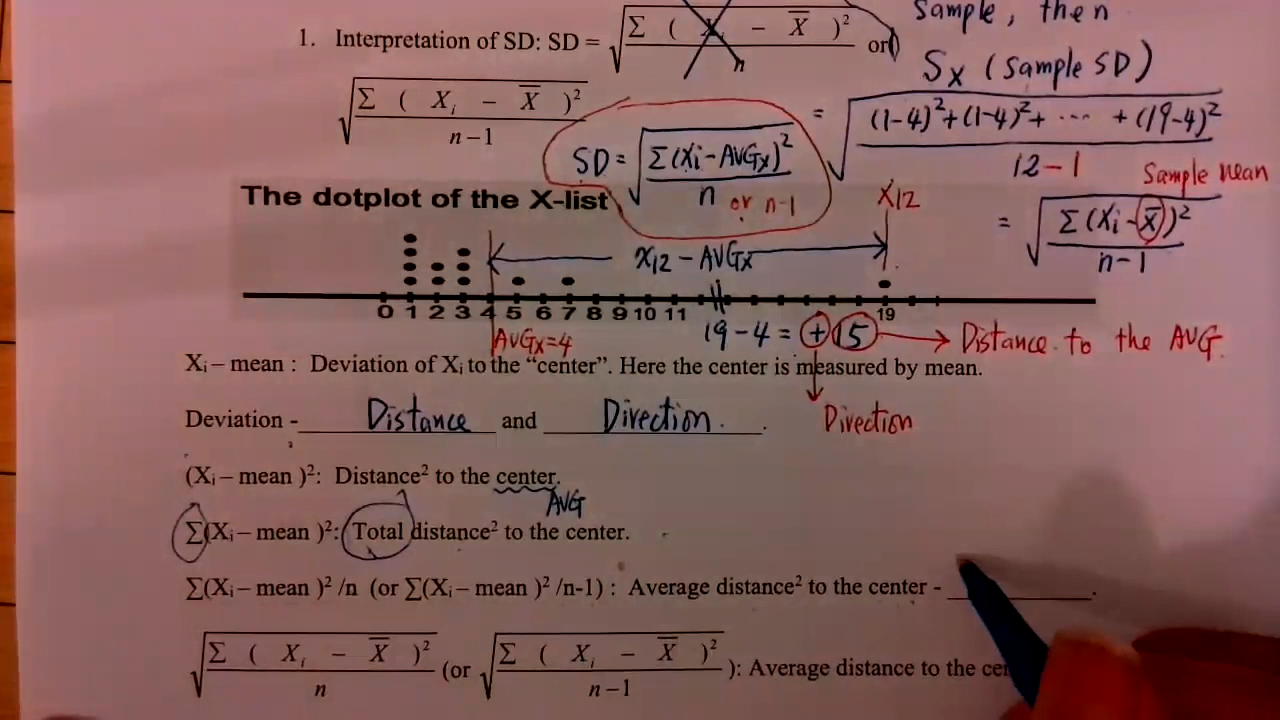 Sample, then
1. Interpretation of SD: SD = √ Σ ( X - X̄ )² / n or
Sx (Sample SD)
√ Σ ( Xi - X̄ )² / n-1
= √ (1-4)²+(1-4)²+ ... +(19-4)² / 12-1
SD = √ Σ(Xi-AVGx)² / n or n-1
Sample mean
= √ Σ(Xi-x̄)² / n-1
The dotplot of the X-list
X12
x12-AVGx
0 1 2 3 4 5 6 7 8 9 10 11 19
AVGx=4
19-4 = +15 → Distance to the AVG.
Xi – mean : Deviation of Xi to the “center”. Here the center is measured by mean.
Deviation - Distance and Direction.
Direction
(Xi – mean )²: Distance² to the center.
AVG
Σ(Xi – mean )²: Total distance² to the center.
Σ(Xi – mean )² /n (or Σ(Xi – mean )² /n-1) : Average distance² to the center - ________.
√ Σ ( Xi - X̄ )² / n (or √ Σ ( Xi - X̄ )² / n-1 ): Average distance to the